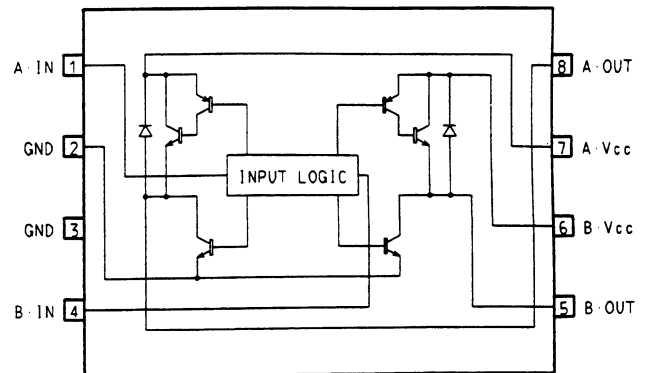 A·IN 1
8 A·OUT
GND 2
7 A·Vcc
INPUT LOGIC
GND 3
6 B·Vcc
B·IN 4
5 B·OUT